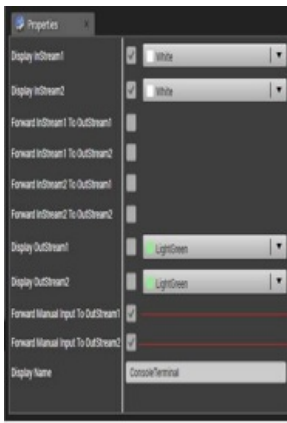 Properties
Display InStream1 White
Display InStream2 White
Forward InStream1 To OutStream1
Forward InStream1 To OutStream2
Forward InStream2 To OutStream1
Forward InStream2 To OutStream2
Display OutStream1 LightGreen
Display OutStream2 LightGreen
Forward Manual Input To OutStream1
Forward Manual Input To OutStream2
Display Name ConsoleTerminal